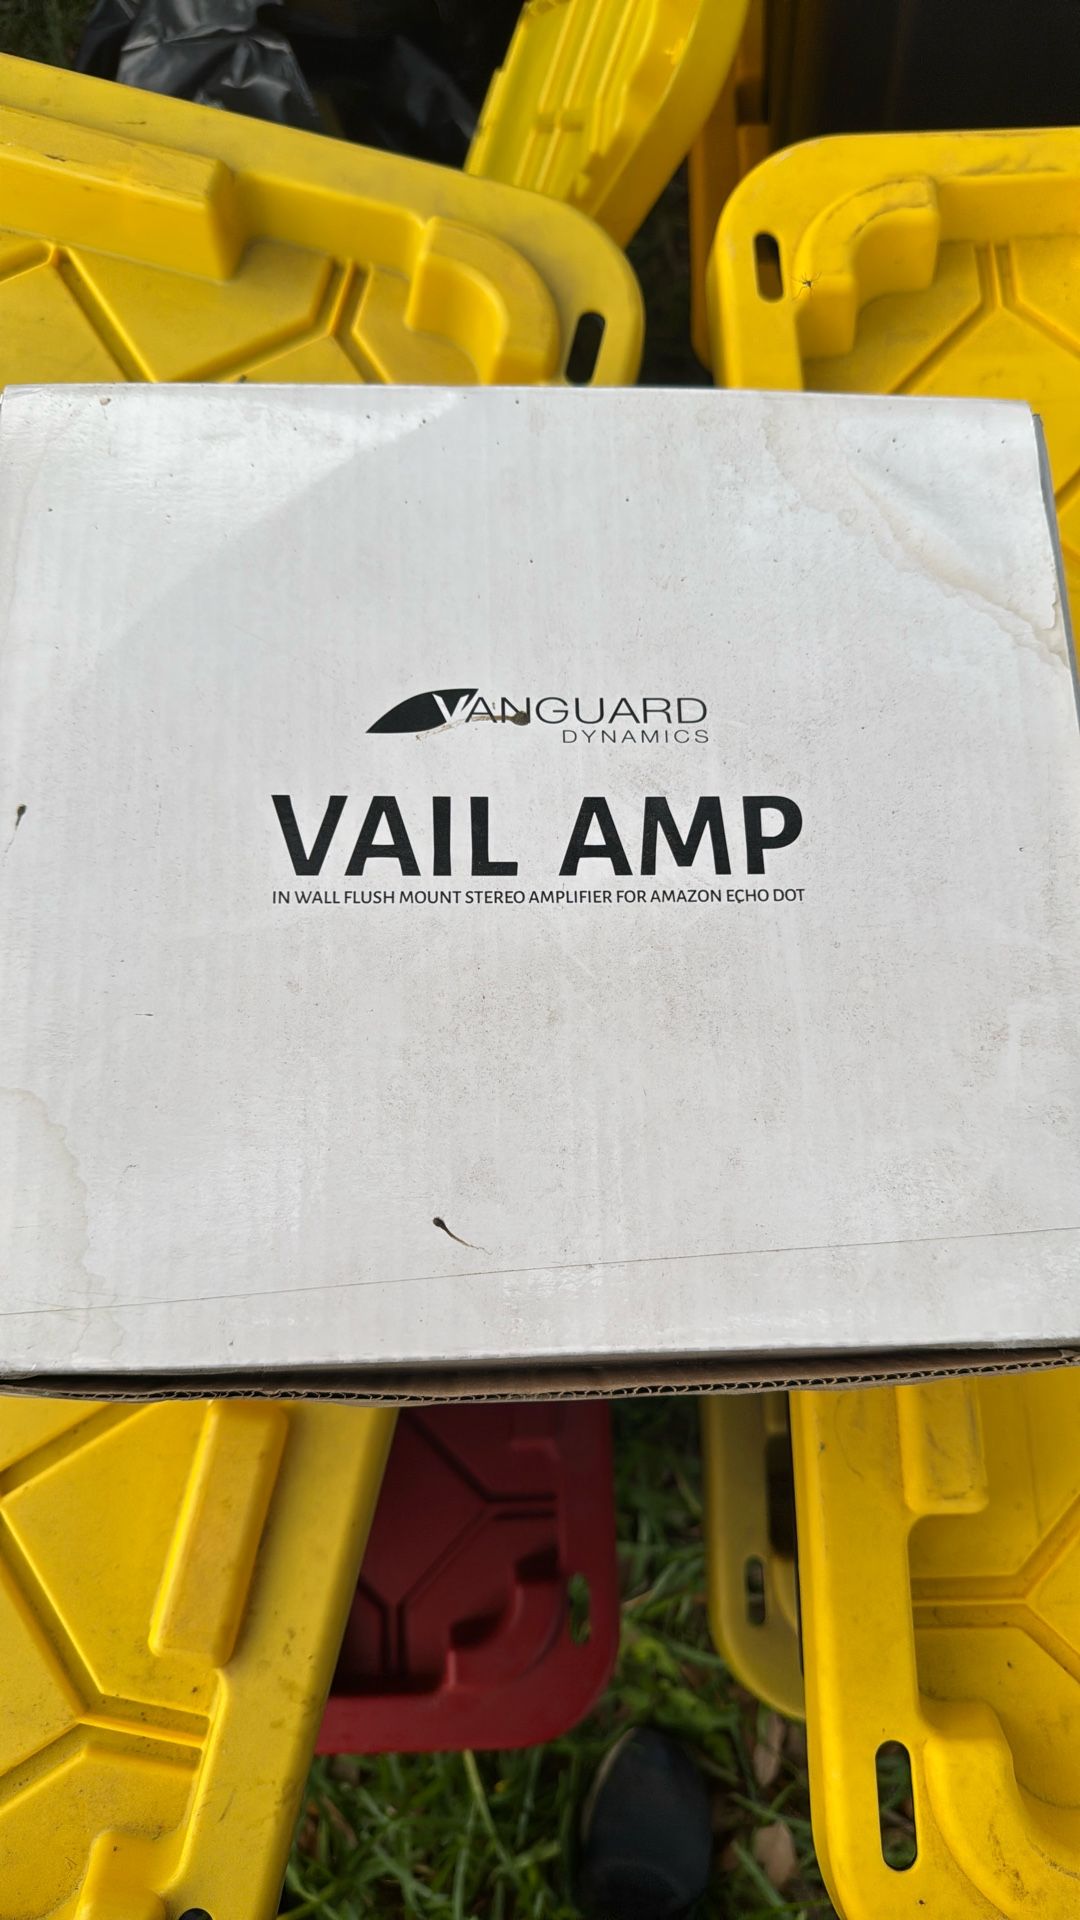 VANGUARD
DYNAMICS
VAIL AMP
IN WALL FLUSH MOUNT STEREO AMPLIFIER FOR AMAZON ECHO DOT